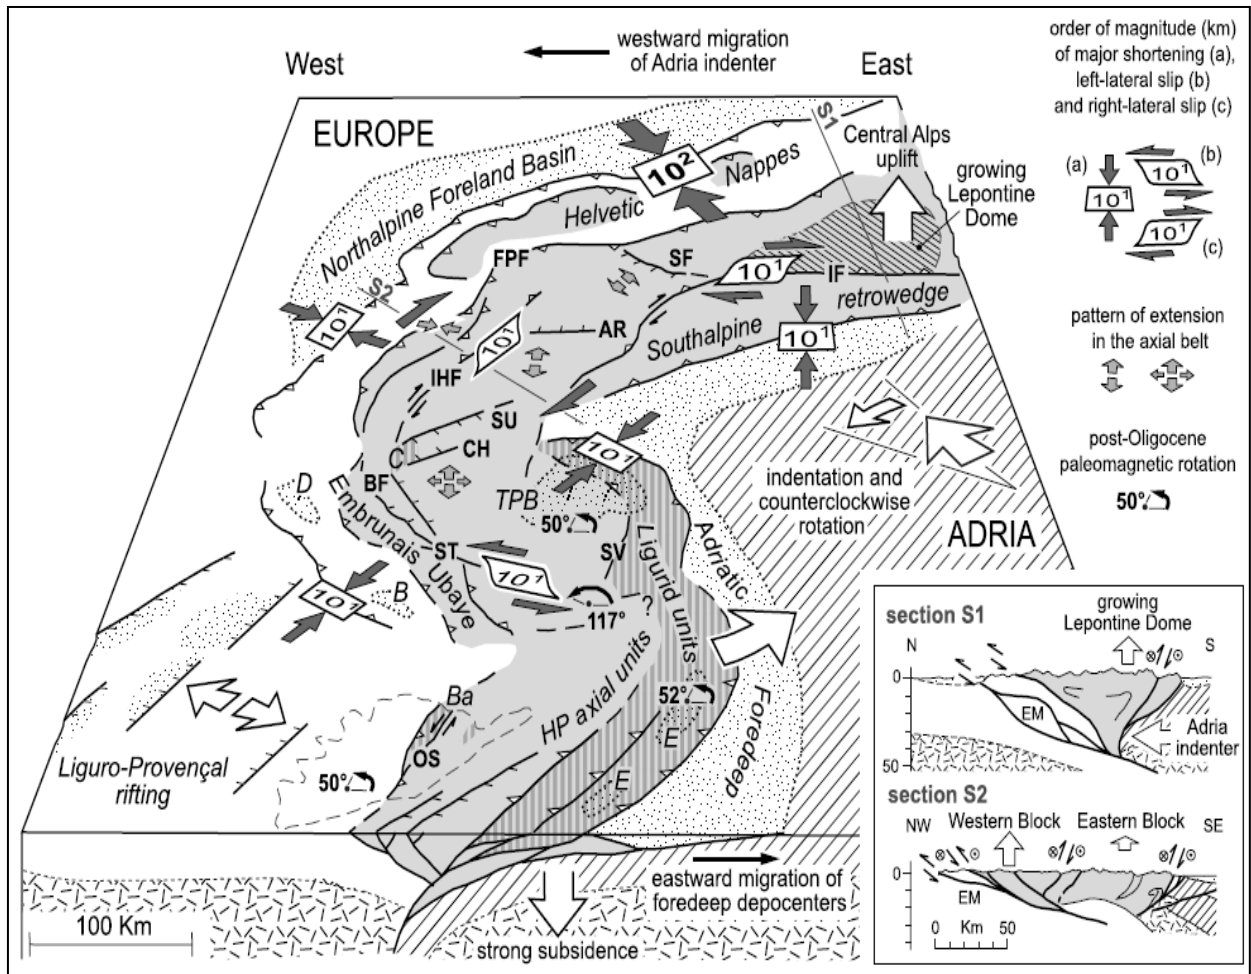 westward migration
of Adria indenter
West
East
order of magnitude (km)
of major shortening (a),
left-lateral slip (b)
and right-lateral slip (c)
(a)
10¹
(b)
10¹
10¹
(c)
pattern of extension
in the axial belt
post-Oligocene
paleomagnetic rotation
50°
EUROPE
S1
Central Alps
uplift
growing
Lepontine
Dome
Northalpine Foreland Basin
10²
Nappes
Helvetic
FPF
SF
10¹
IF
retrowedge
S2
10¹
10¹
AR
Southalpine
10¹
IHF
SU
CH
C
10¹
BF
D
TPB
50°
indentation and
counterclockwise
rotation
ADRIA
Embrunais
Ubaye
ST
SV
Ligurid units
Adriatic
10¹
10¹
B
?
117°
HP axial units
52°
E
Foredeep
Ba
OS
E
50°
Liguro-Provençal
rifting
eastward migration of
foredeep depocenters
100 Km
strong subsidence
section S1
growing
Lepontine Dome
N
S
0
EM
Adria
indenter
50
section S2
NW
Western Block
Eastern Block
SE
0
EM
0
Km
50